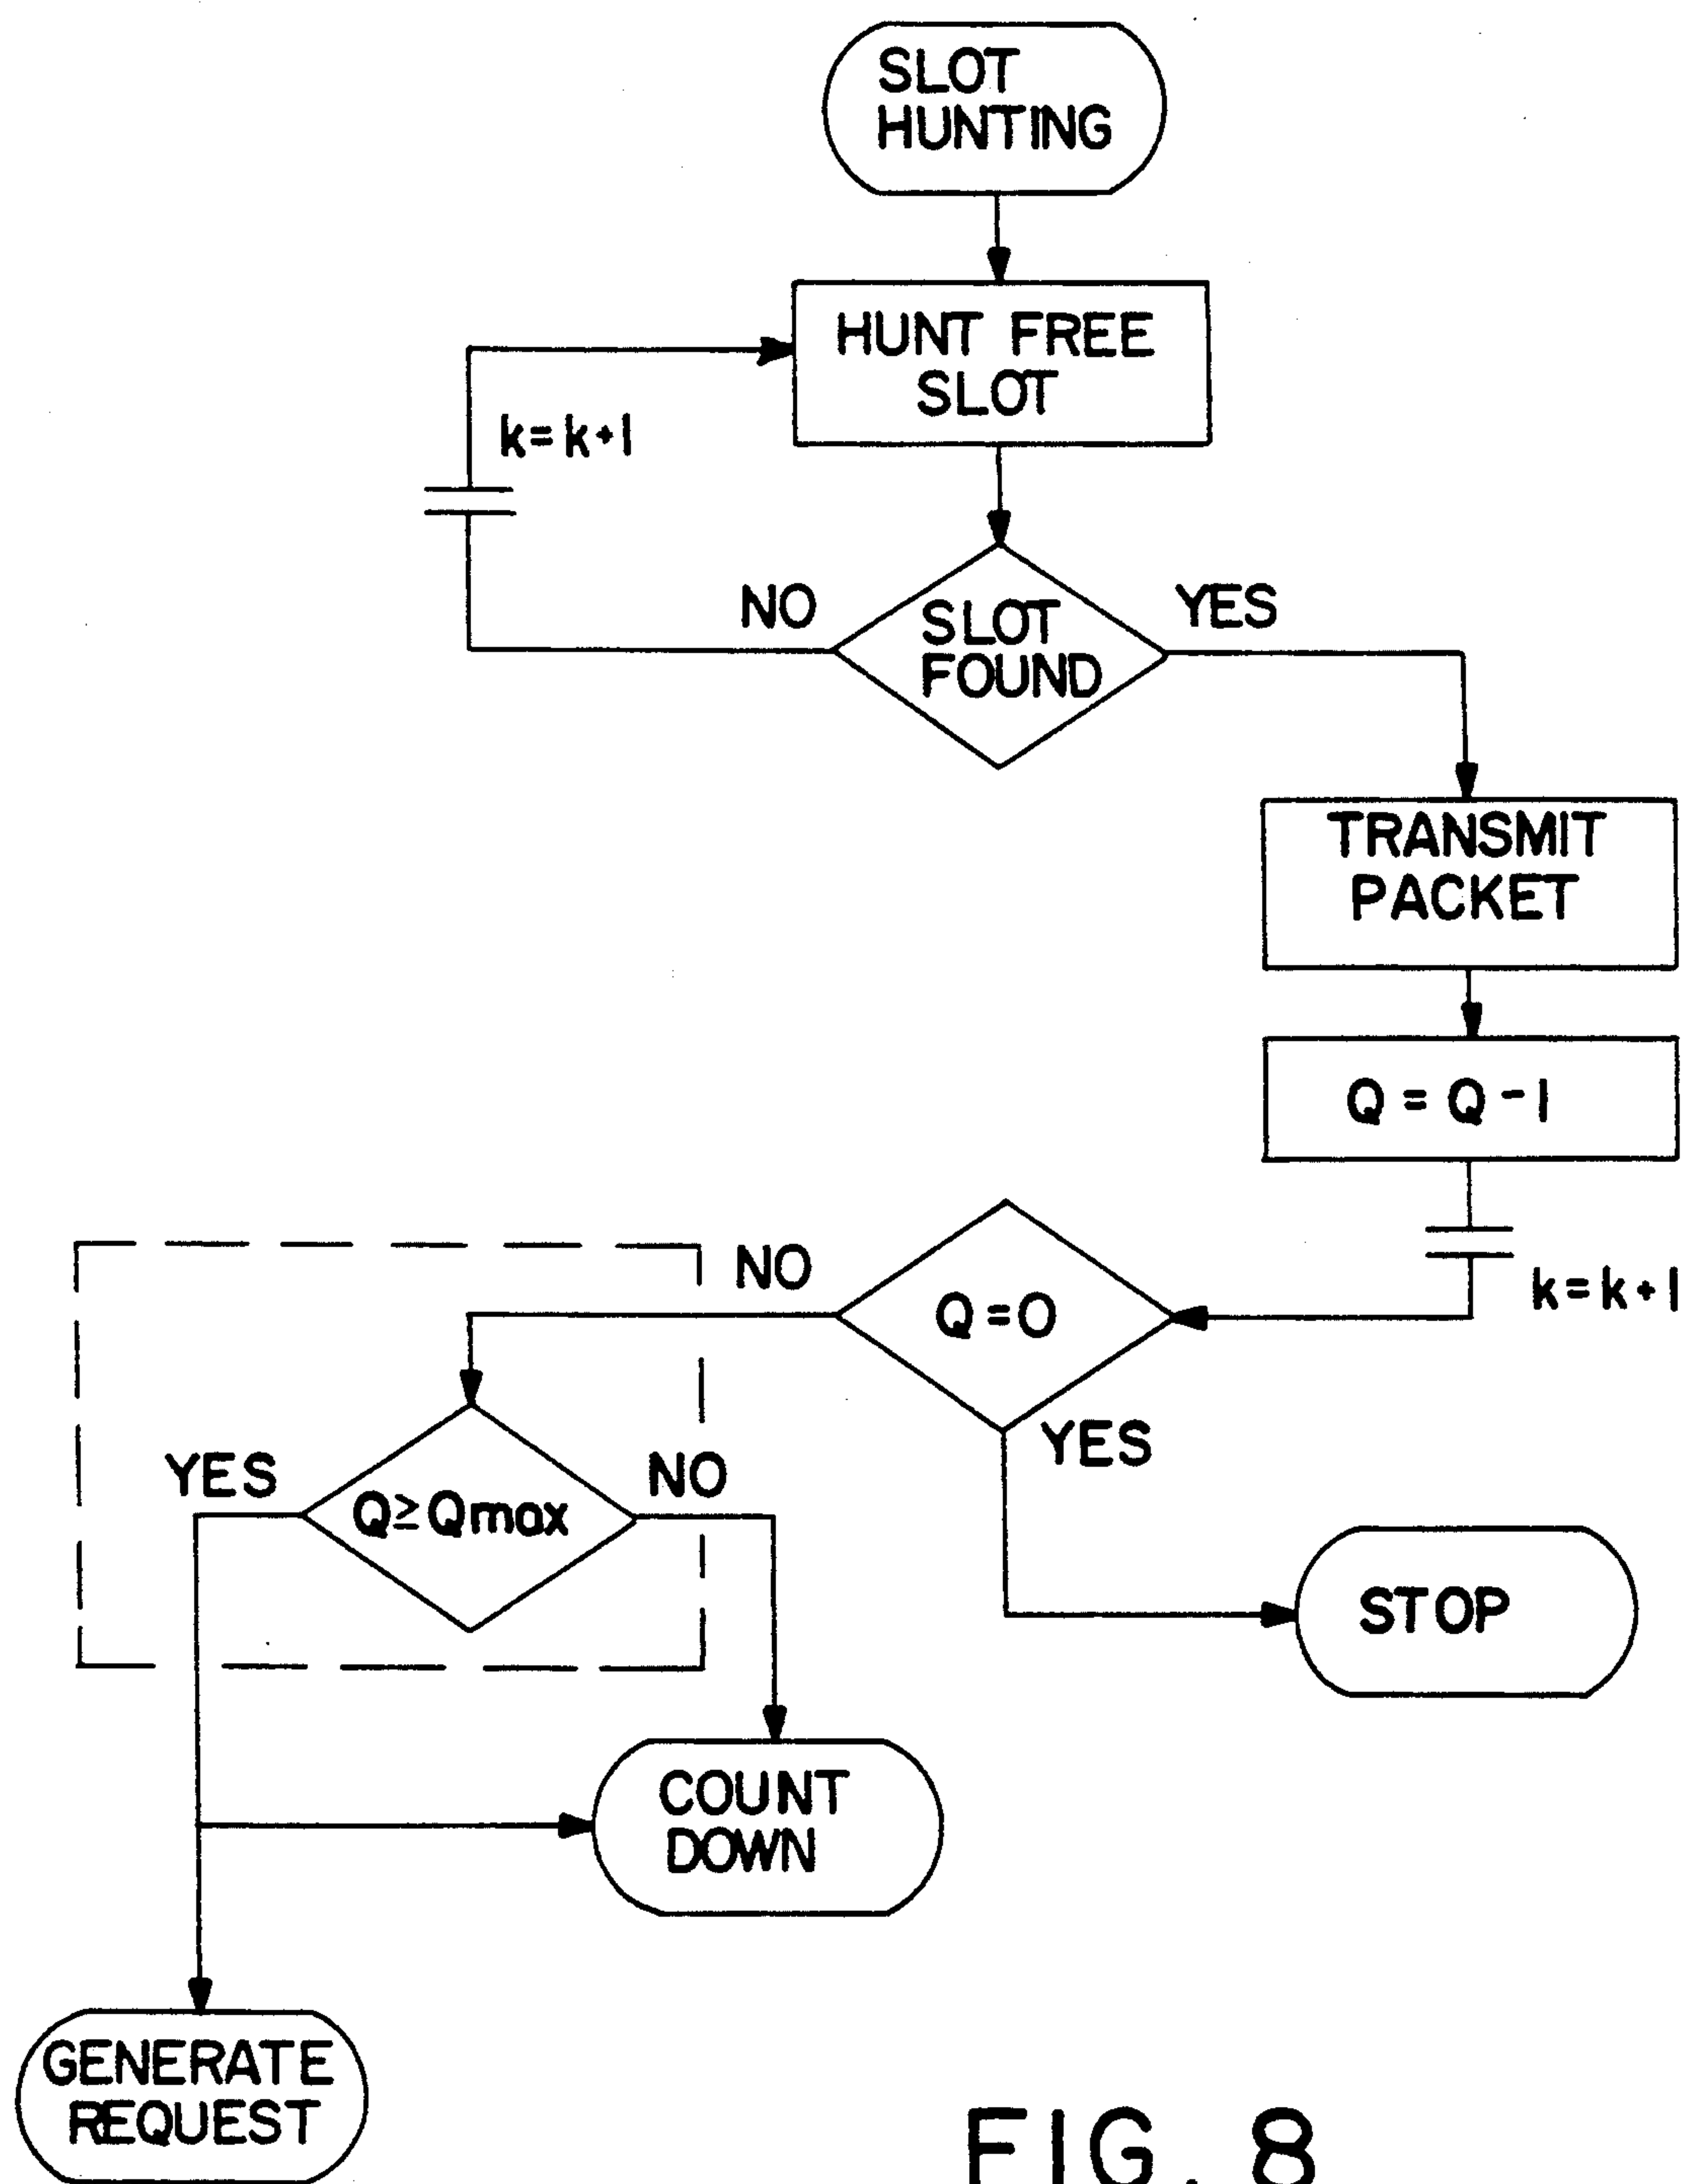 SLOT
HUNTING
HUNT FREE
SLOT
k=k+1
NO
SLOT
FOUND
YES
TRANSMIT
PACKET
Q = Q -1
k=k+1
NO
Q =0
YES
YES
Q≥Qmax
NO
STOP
COUNT
DOWN
GENERATE
REQUEST
FIG. 8